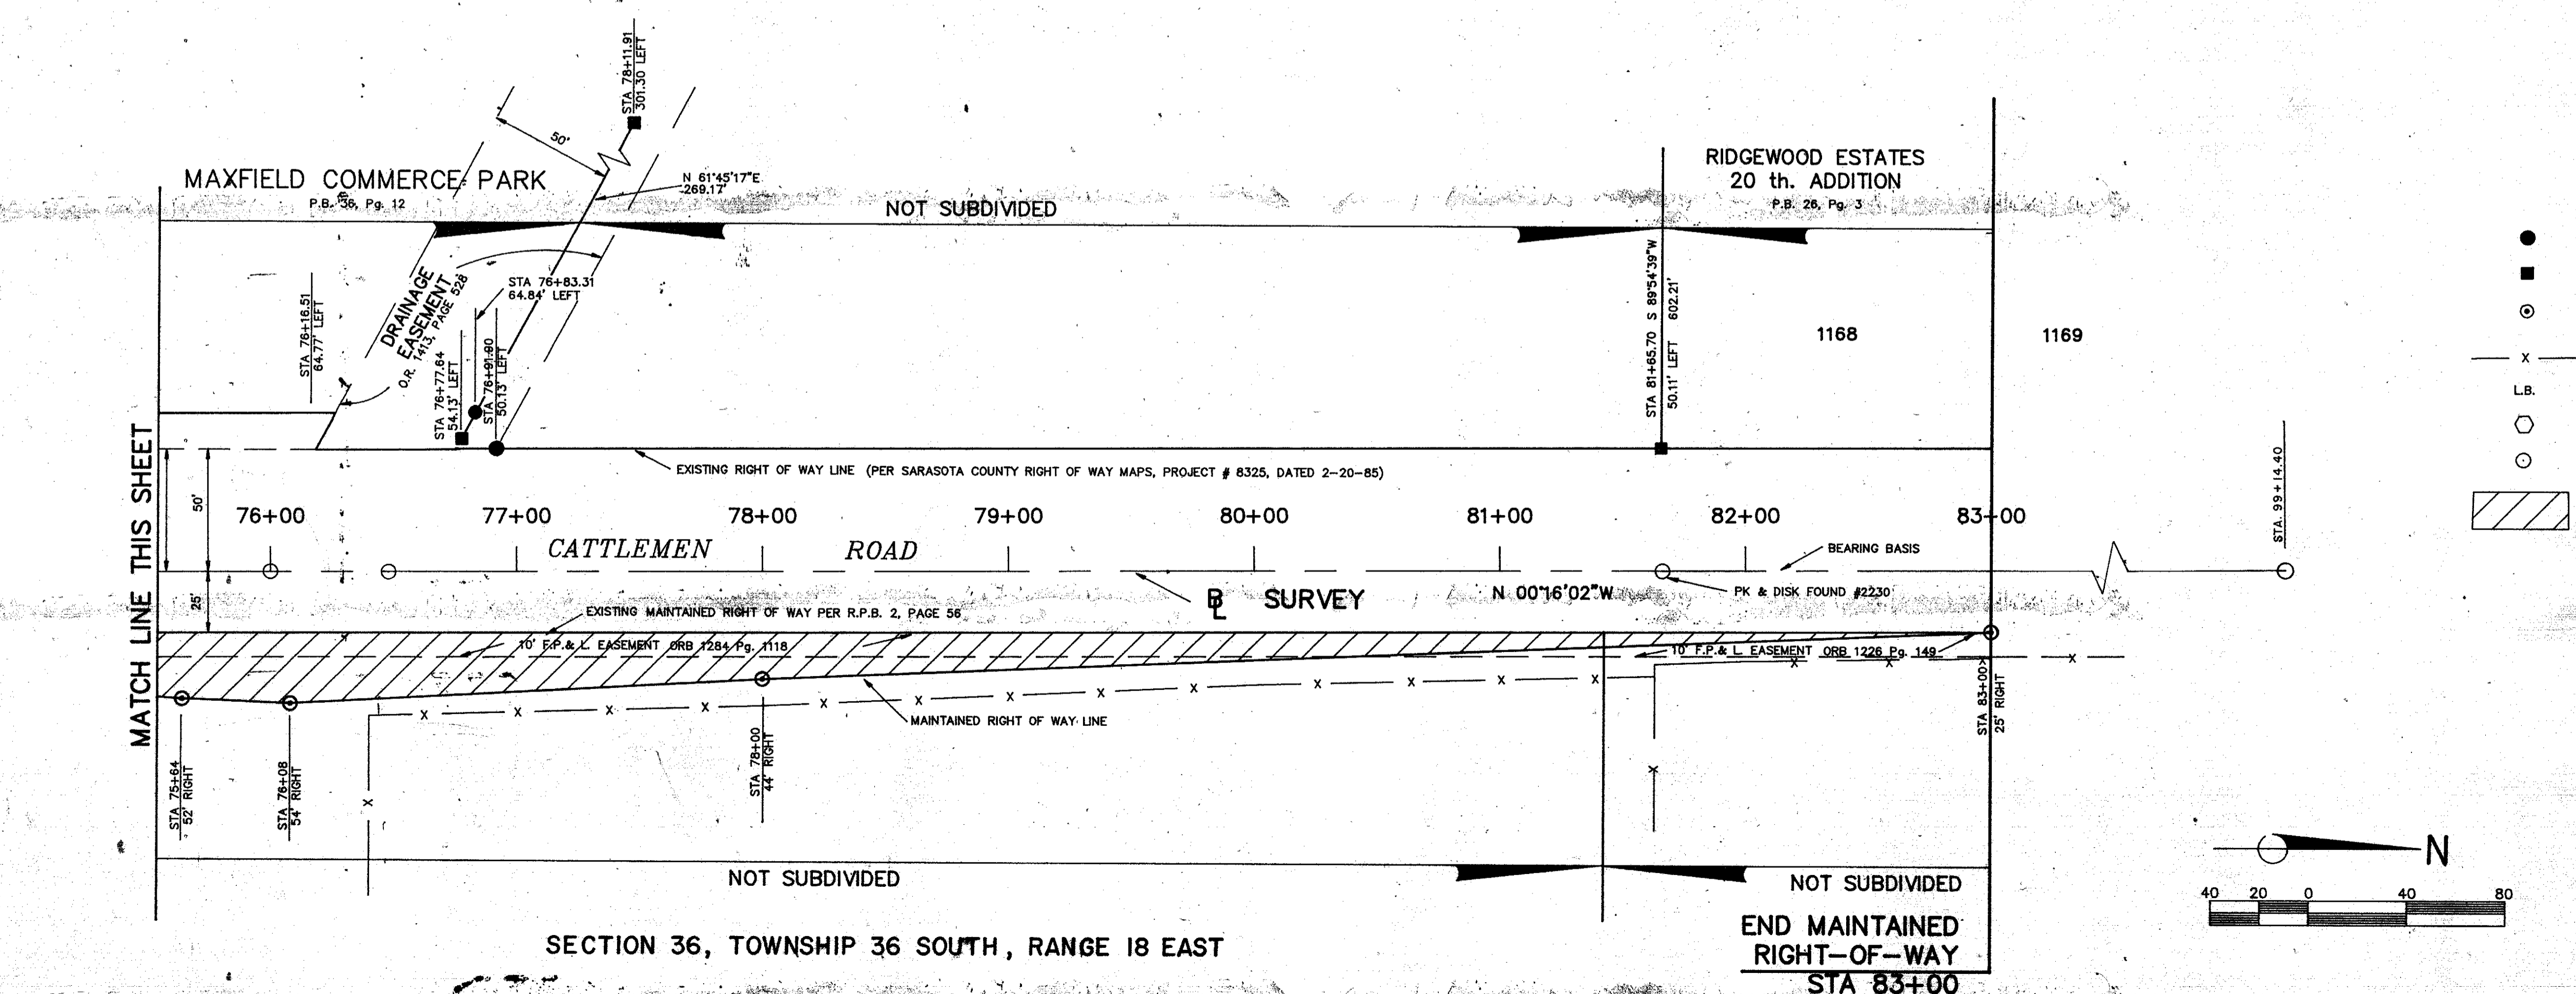 STA 78+11.91
301.30 LEFT
50'
N 61°45'17"E
269.17'
MAXFIELD COMMERCE PARK
P.B. 36, Pg. 12
NOT SUBDIVIDED
RIDGEWOOD ESTATES
20 th. ADDITION
P.B. 26, Pg. 3
STA 76+16.51
64.77' LEFT
DRAINAGE
EASEMENT
O.R. 1413, PAGE 528
STA 76+83.31
64.84' LEFT
STA 76+77.64
54.13' LEFT
STA 76+91.90
50.13' LEFT
STA 81+65.70 S 89°54'39"W
50.11' LEFT 602.21'
1168
1169
X
L.B.
EXISTING RIGHT OF WAY LINE (PER SARASOTA COUNTY RIGHT OF WAY MAPS, PROJECT # 8325, DATED 2-20-85)
MATCH LINE THIS SHEET
50'
76+00 77+00 78+00 79+00 80+00 81+00 82+00 83+00
STA. 99+14.40
CATTLEMEN ROAD
BEARING BASIS
25'
BL SURVEY
N 00°16'02"W
PK & DISK FOUND #2230
EXISTING MAINTAINED RIGHT OF WAY PER R.P.B. 2, PAGE 56
10' F.P.& L. EASEMENT ORB 1284 Pg. 1118
10' F.P.& L. EASEMENT ORB 1226 Pg. 149
MAINTAINED RIGHT OF WAY LINE
STA 75+64
52' RIGHT
STA 76+08
54' RIGHT
STA 78+00
44' RIGHT
STA 83+00
25' RIGHT
NOT SUBDIVIDED
NOT SUBDIVIDED
N
40 20 0 40 80
SECTION 36, TOWNSHIP 36 SOUTH, RANGE 18 EAST
END MAINTAINED
RIGHT-OF-WAY
STA 83+00